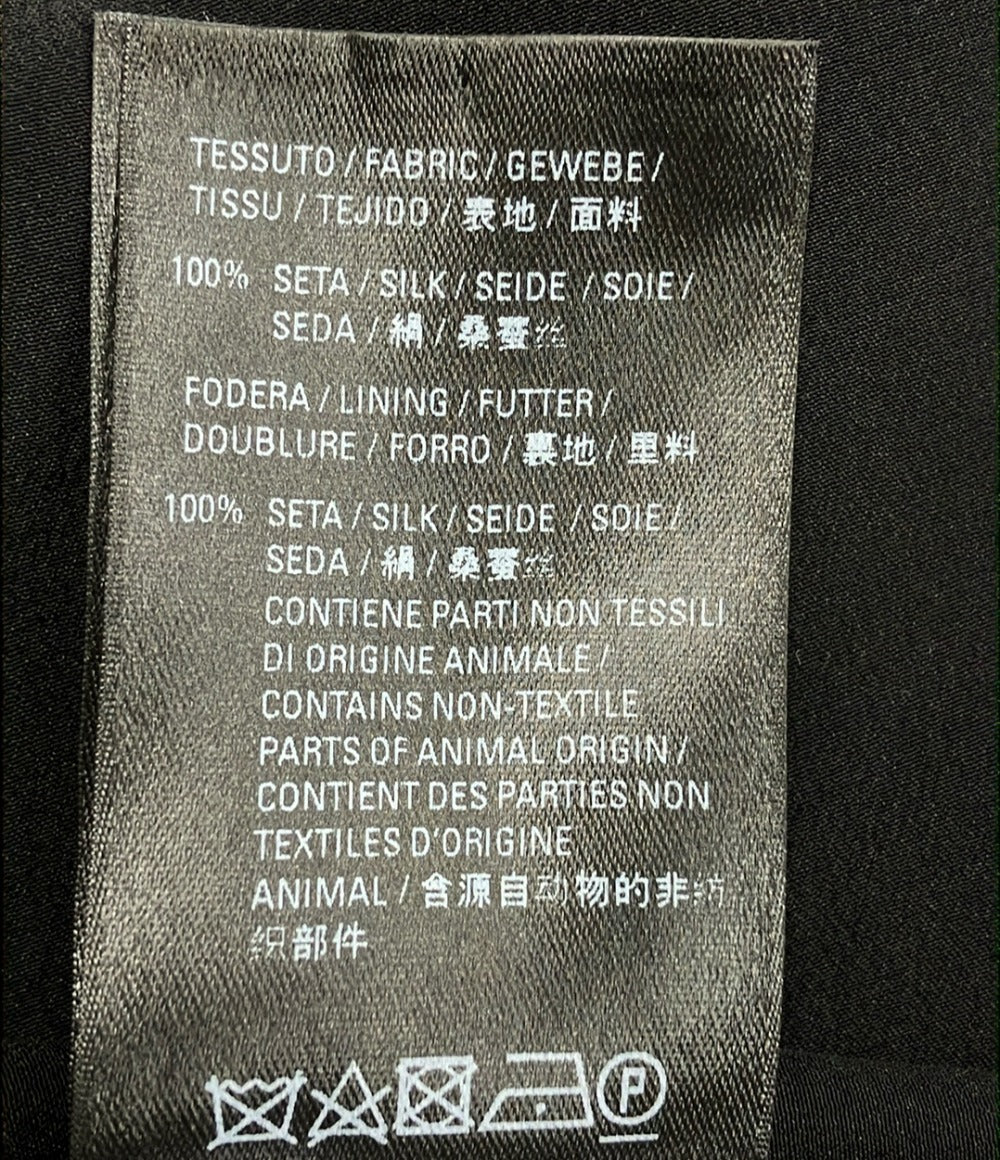 TESSUTO / FABRIC / GEWEBE /
TISSU / TEJIDO / 表地 / 面料
100% SETA / SILK / SEIDE / SOIE /
SEDA / 絹 / 桑蚕丝
FODERA / LINING / FUTTER /
DOUBLURE / FORRO / 裏地 / 里料
100% SETA / SILK / SEIDE / SOIE /
SEDA / 絹 / 桑蚕丝
CONTIENE PARTI NON TESSILI
DI ORIGINE ANIMALE /
CONTAINS NON-TEXTILE
PARTS OF ANIMAL ORIGIN /
CONTIENT DES PARTIES NON
TEXTILES D'ORIGINE
ANIMAL / 含源自动物的非纺
织部件
P